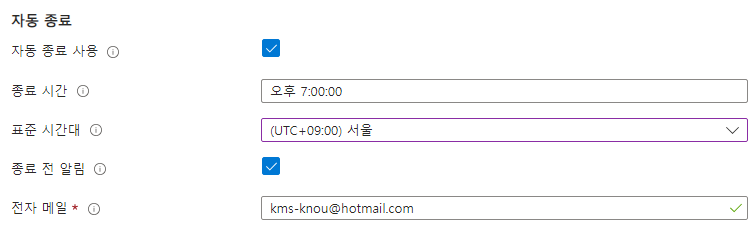 자동 종료
자동 종료 사용
종료 시간 오후 7:00:00
표준 시간대 (UTC+09:00) 서울
종료 전 알림
전자 메일 * kms-knou@hotmail.com